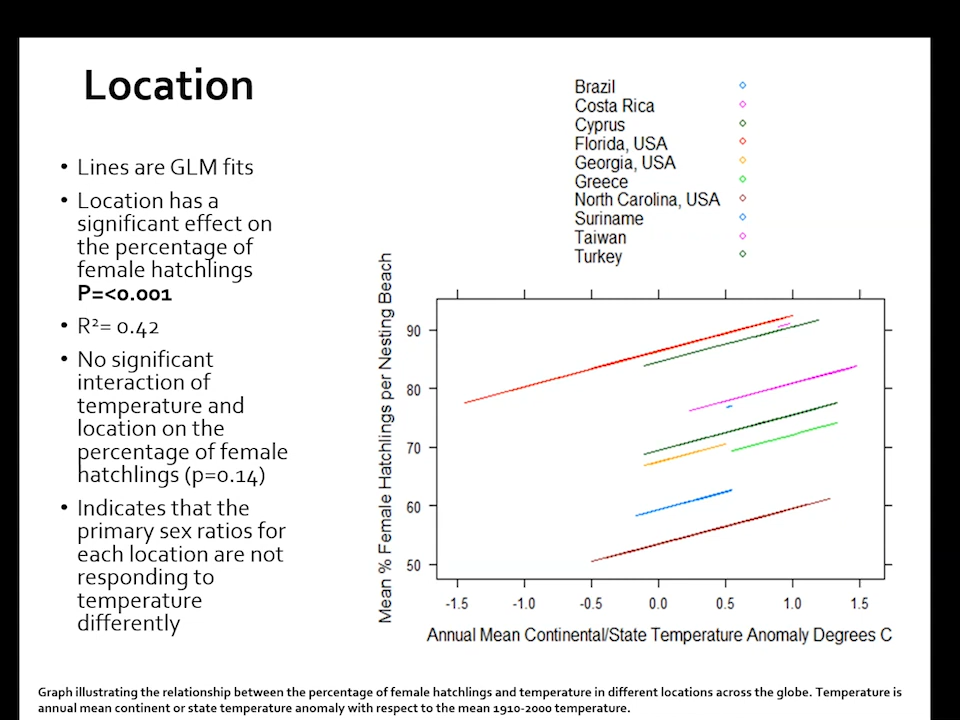 Location
• Lines are GLM fits
• Location has a
significant effect on
the percentage of
female hatchlings
P=<0.001
• R²= 0.42
• No significant
interaction of
temperature and
location on the
percentage of female
hatchlings (p=0.14)
• Indicates that the
primary sex ratios for
each location are not
responding to
temperature
differently
Brazil
Costa Rica
Cyprus
Florida, USA
Georgia, USA
Greece
North Carolina, USA
Suriname
Taiwan
Turkey
Mean % Female Hatchlings per Nesting Beach
90
80
70
60
50
-1.5 -1.0 -0.5 0.0 0.5 1.0 1.5
Annual Mean Continental/State Temperature Anomaly Degrees C
Graph illustrating the relationship between the percentage of female hatchlings and temperature in different locations across the globe. Temperature is
annual mean continent or state temperature anomaly with respect to the mean 1910-2000 temperature.